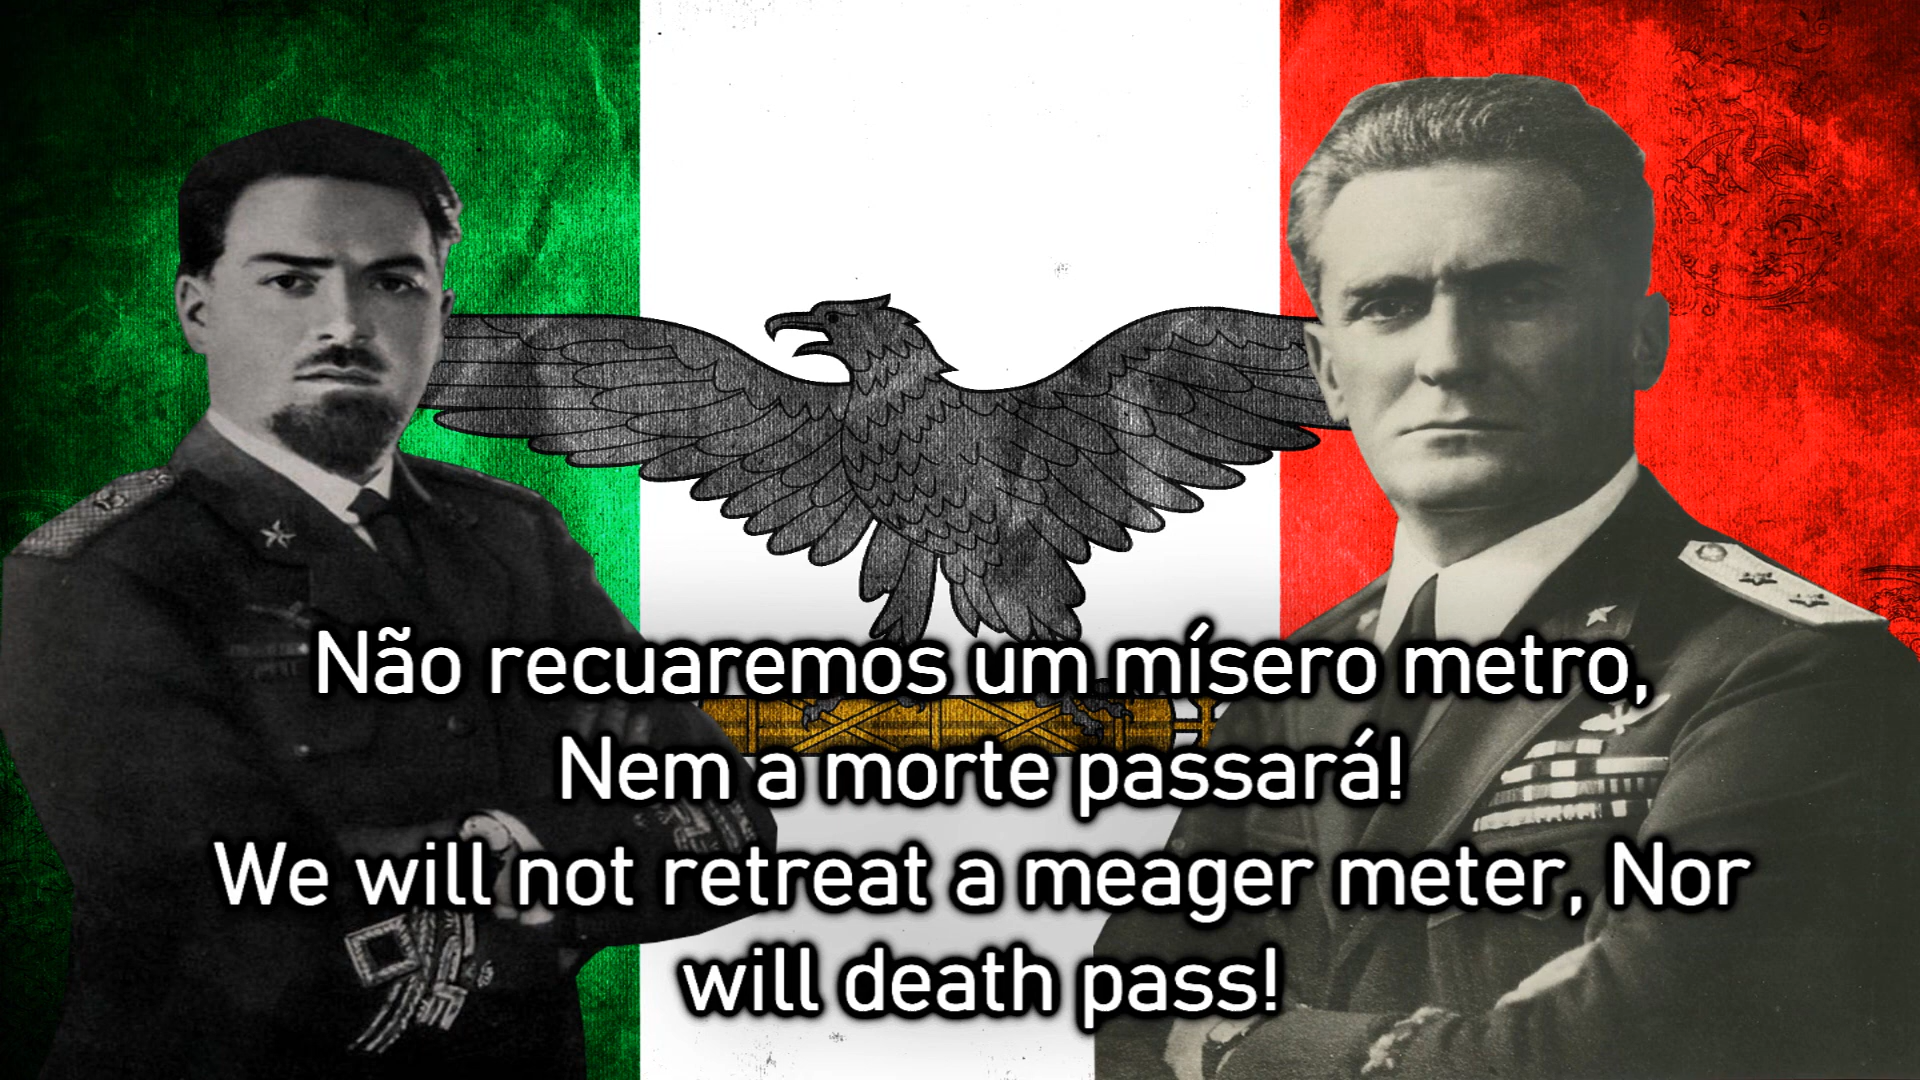 Não recuaremos um mísero metro,
Nem a morte passará!
We will not retreat a meager meter, Nor
will death pass!